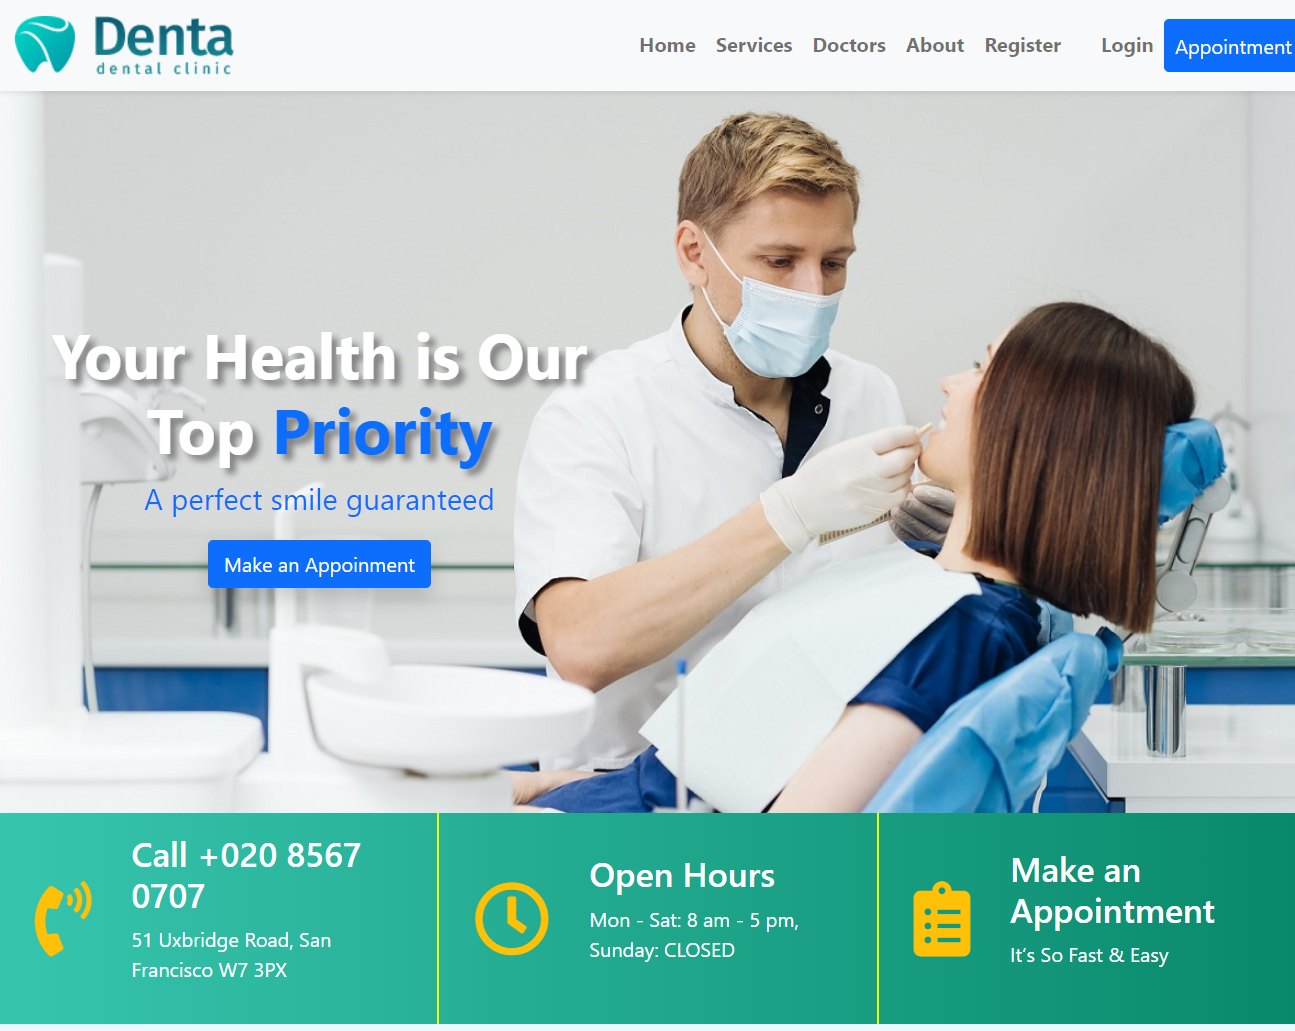 Denta
dental clinic
Home Services Doctors About Register Login Appointment
Your Health is Our
Top Priority
A perfect smile guaranteed
Make an Appoinment
Call +020 8567
0707
51 Uxbridge Road, San
Francisco W7 3PX
Open Hours
Mon - Sat: 8 am - 5 pm,
Sunday: CLOSED
Make an
Appointment
It’s So Fast & Easy